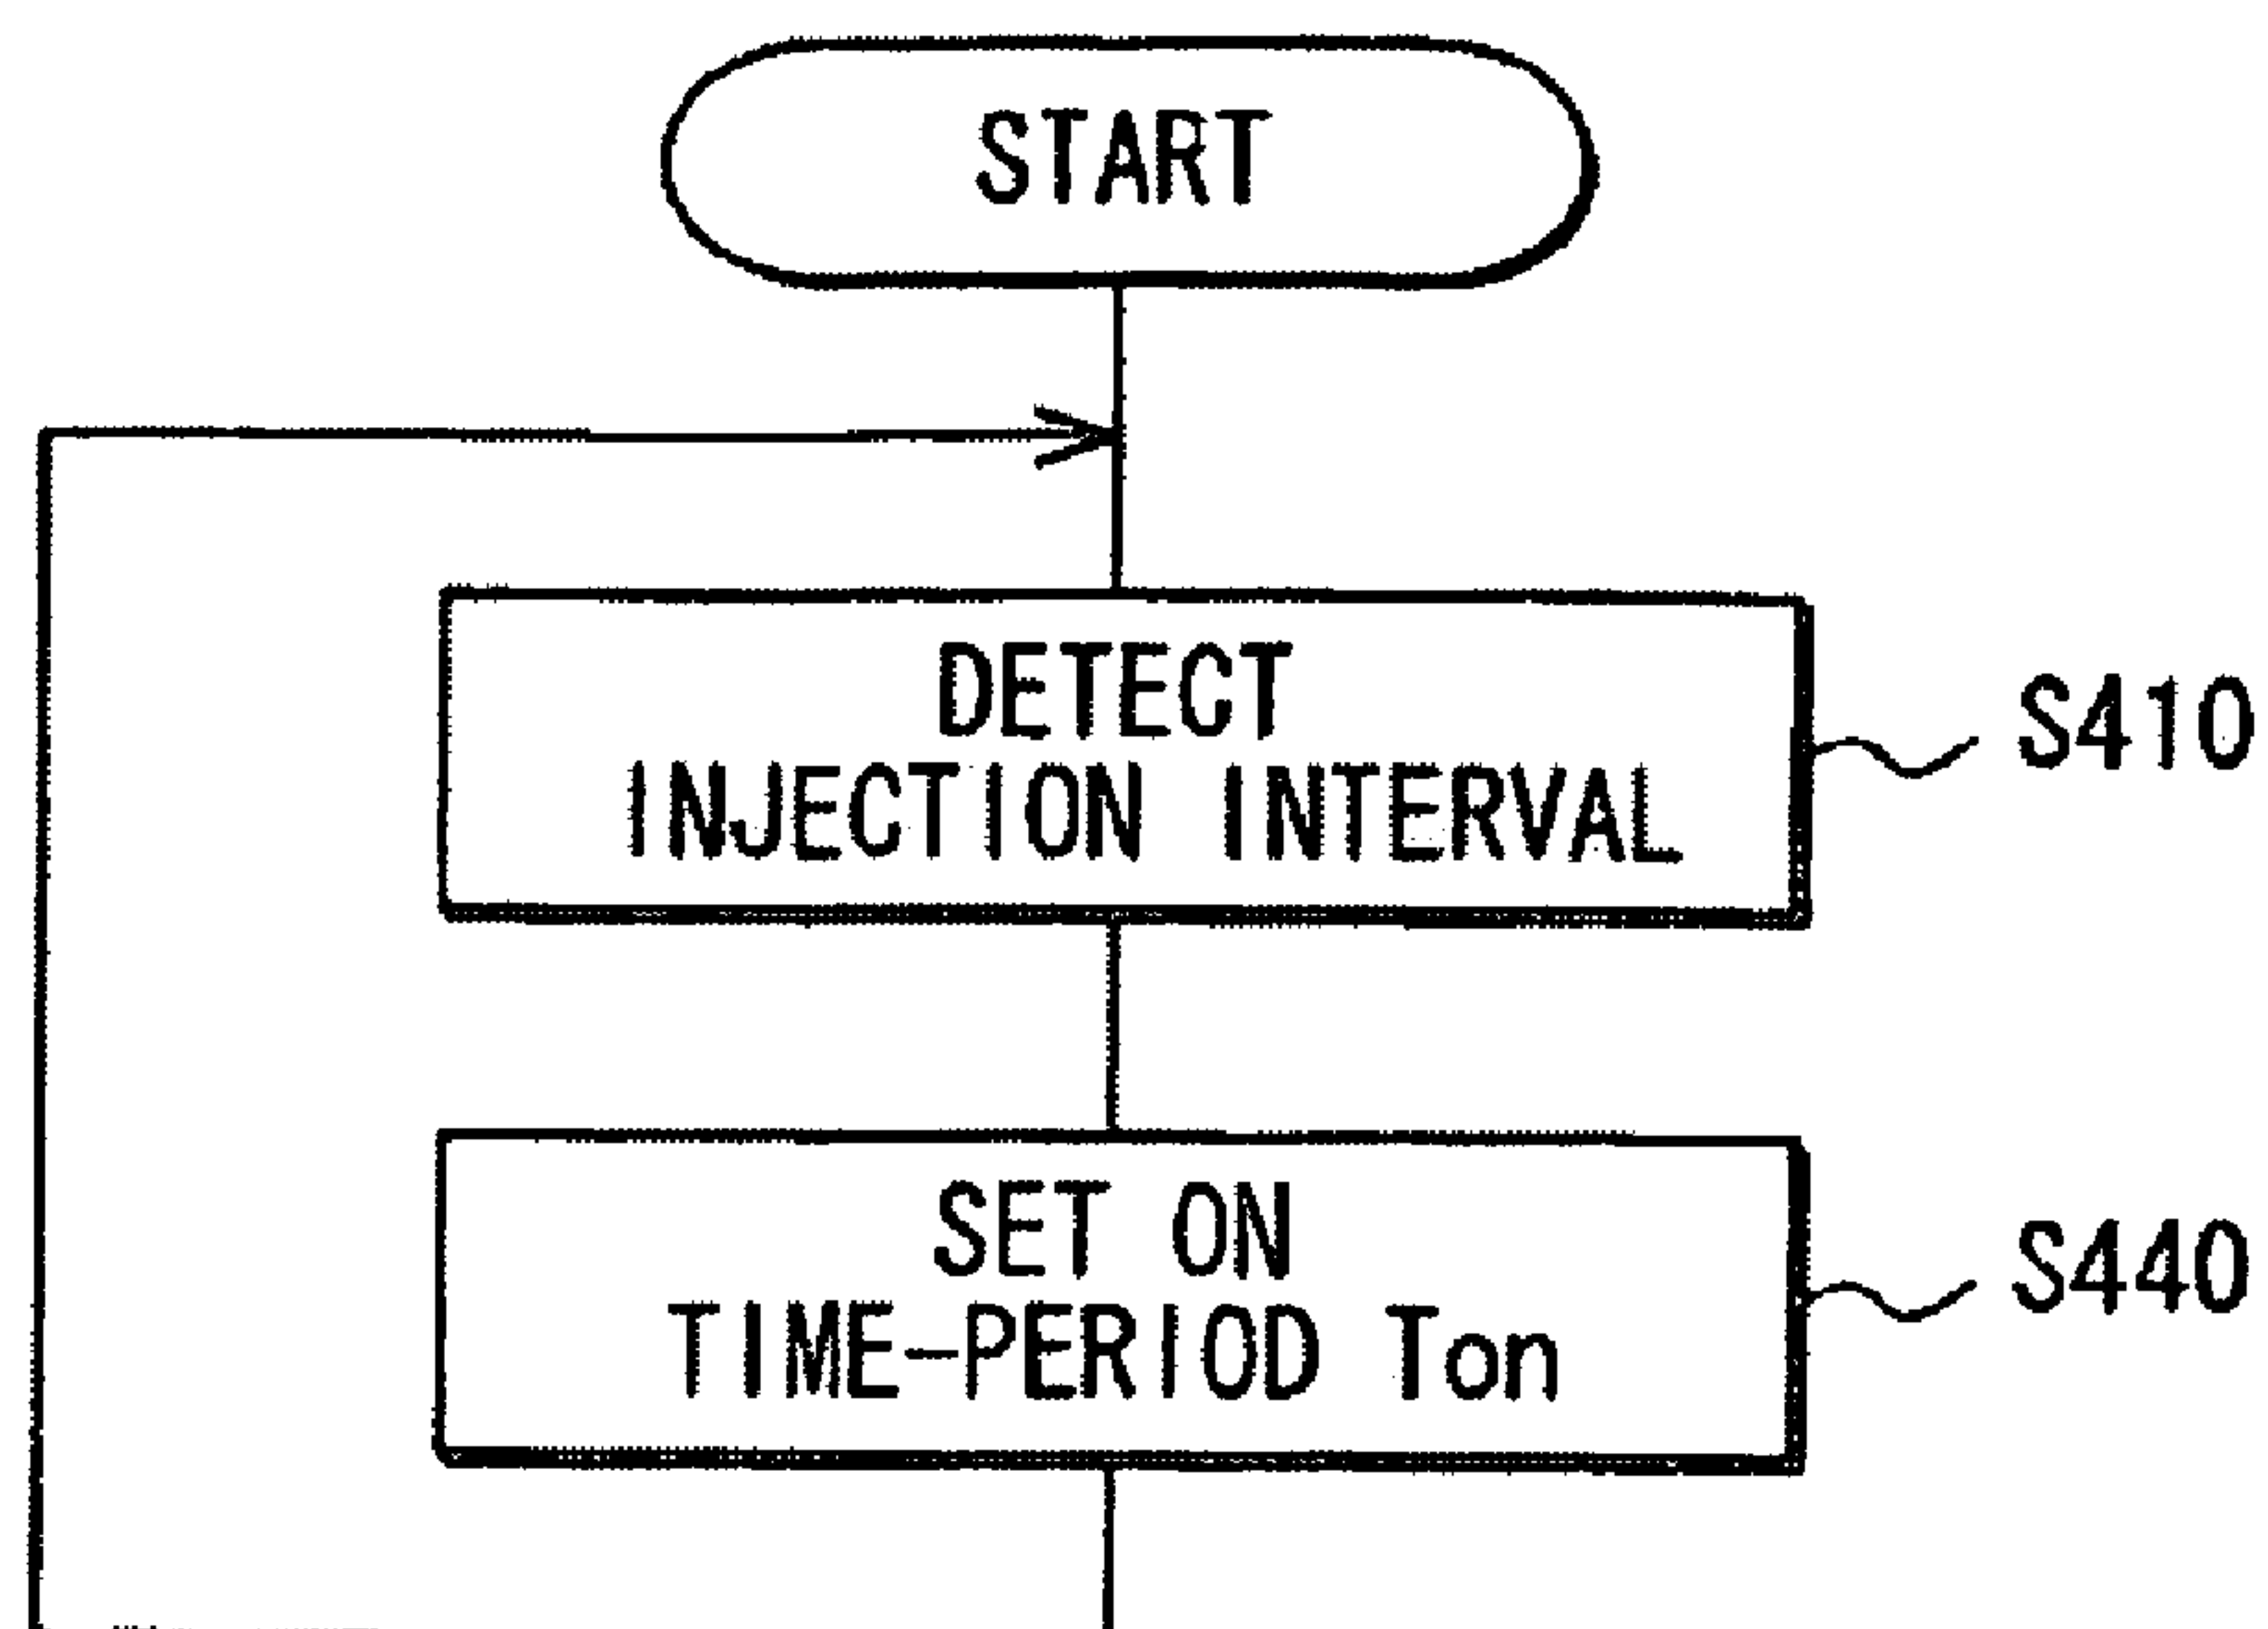 START
DETECT
INJECTION INTERVAL
S410
SET ON
TIME-PERIOD Ton
S440